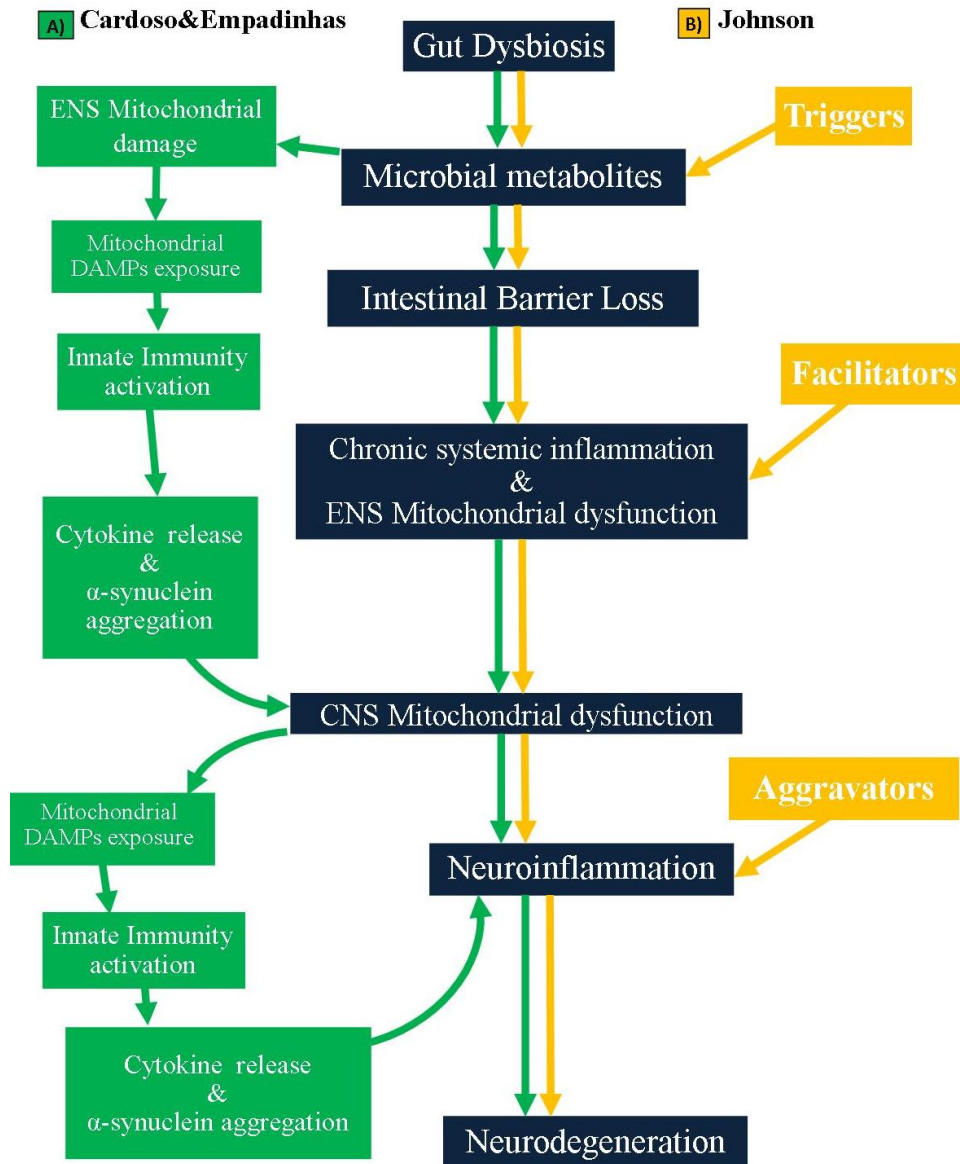 A) Cardoso&Empadinhas
B) Johnson
Gut Dysbiosis
ENS Mitochondrial
damage
Triggers
Microbial metabolites
Mitochondrial
DAMPs exposure
Intestinal Barrier Loss
Innate Immunity
activation
Facilitators
Chronic systemic inflammation
&
ENS Mitochondrial dysfunction
Cytokine release
&
α-synuclein
aggregation
CNS Mitochondrial dysfunction
Aggravators
Mitochondrial
DAMPs exposure
Neuroinflammation
Innate Immunity
activation
Cytokine release
&
α-synuclein aggregation
Neurodegeneration